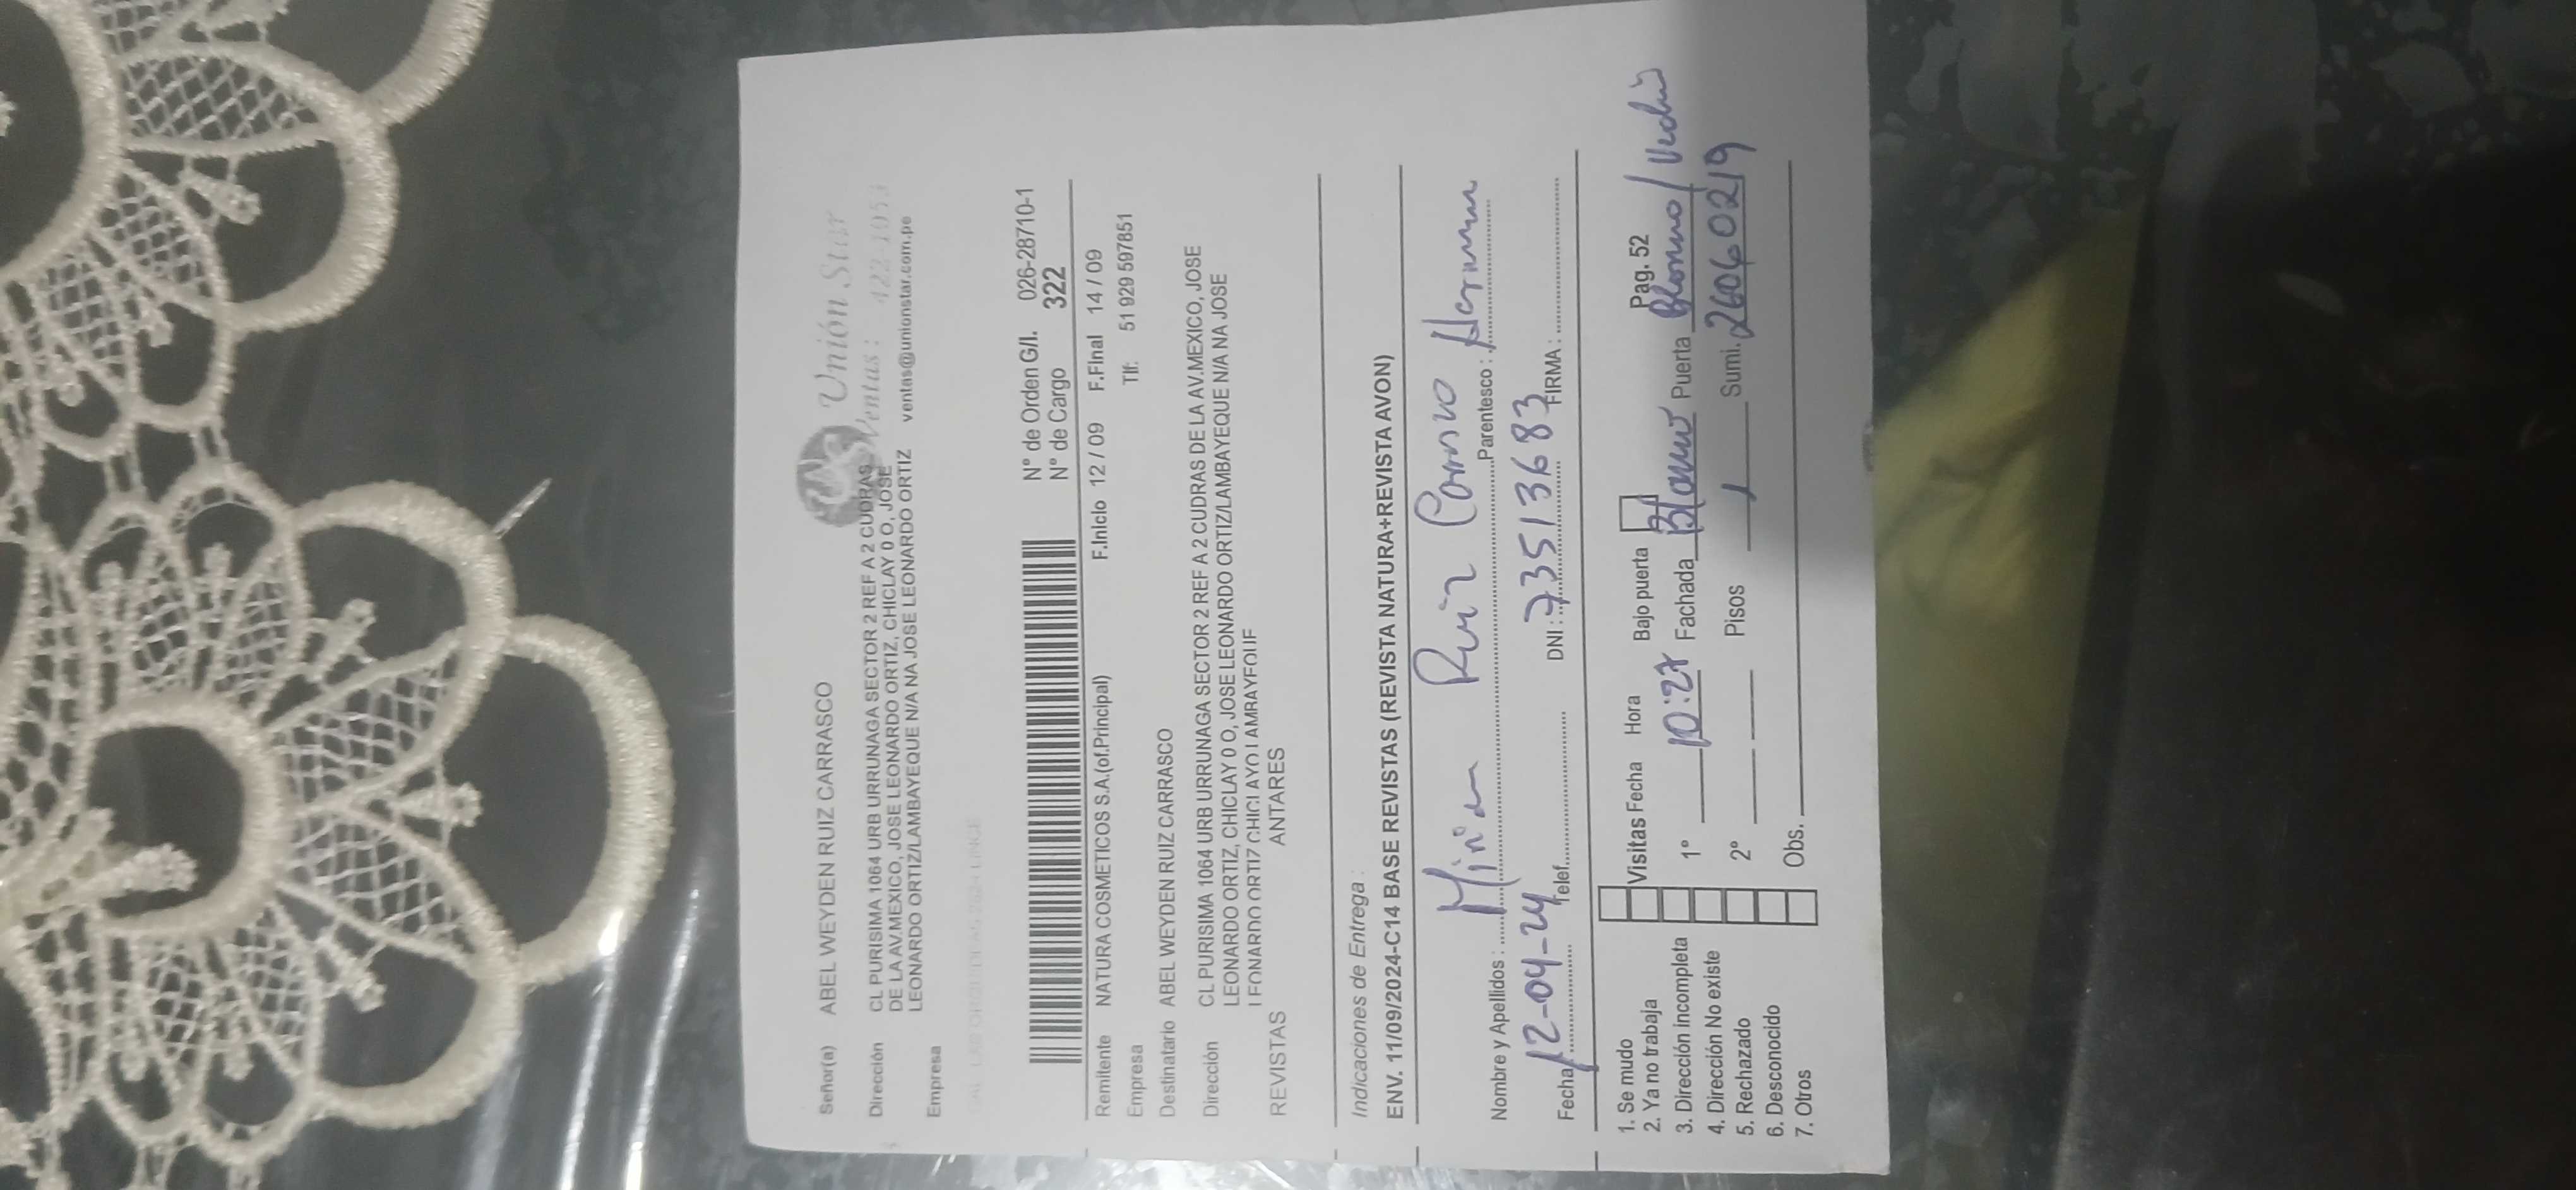 Unión Star
Ventas: 422-105
Señor(a) ABEL WEYDEN RUIZ CARRASCO
Dirección CL PURISIMA 1064 URB URRUNAGA SECTOR 2 REF A 2 CUDRAS
DE LA AV.MEXICO, JOSE LEONARDO ORTIZ, CHICLAY 0 O, JOSE
LEONARDO ORTIZ/LAMBAYEQUE N/A NA JOSE LEONARDO ORTIZ
ventas@unionstar.com.pe
Empresa
N° de Orden G/I. 026-28710-1
N° de Cargo 322
Remitente NATURA COSMETICOS S.A.(of.Principal) F.Inicio 12 / 09 F.Final 14 / 09
Empresa Tlf: 51 929 597851
Destinatario ABEL WEYDEN RUIZ CARRASCO
Dirección CL PURISIMA 1064 URB URRUNAGA SECTOR 2 REF A 2 CUDRAS DE LA AV.MEXICO, JOSE
LEONARDO ORTIZ, CHICLAY 0 O, JOSE LEONARDO ORTIZ/LAMBAYEQUE N/A NA JOSE
LEONARDO ORTIZ CHICLAYO LAMBAYEQUE
REVISTAS ANTARES
Indicaciones de Entrega :
ENV. 11/09/2024-C14 BASE REVISTAS (REVISTA NATURA+REVISTA AVON)
Nombre y Apellidos : Ruiz Parentesco :
Fecha 12-09-24 Telef. DNI : 73513683 FIRMA :
1. Se mudo
2. Ya no trabaja
3. Dirección incompleta
4. Dirección No existe
5. Rechazado
6. Desconocido
7. Otros
Visitas Fecha Hora Bajo puerta Pag. 52
1° 10:27 Fachada Puerta
2° Pisos 1 Sumi. 26060219
Obs.